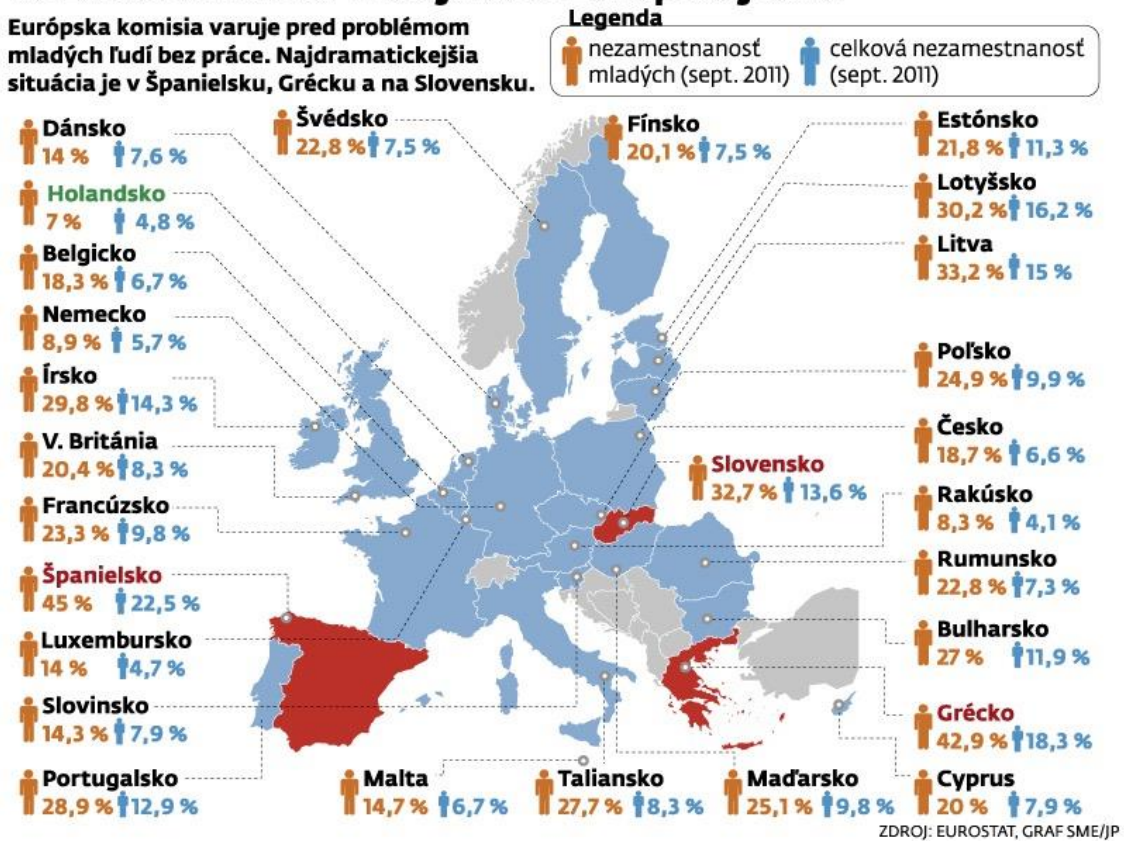 Európska komisia varuje pred problémom
mladých ľudí bez práce. Najdramatickejšia
situácia je v Španielsku, Grécku a na Slovensku.
Legenda
nezamestnanosť
mladých (sept. 2011)
celková nezamestnanosť
(sept. 2011)
Dánsko
14 % 7,6 %
Holandsko
7 % 4,8 %
Belgicko
18,3 % 6,7 %
Nemecko
8,9 % 5,7 %
Írsko
29,8 % 14,3 %
V. Británia
20,4 % 8,3 %
Francúzsko
23,3 % 9,8 %
Španielsko
45 % 22,5 %
Luxembursko
14 % 4,7 %
Slovinsko
14,3 % 7,9 %
Portugalsko
28,9 % 12,9 %
Švédsko
22,8 % 7,5 %
Fínsko
20,1 % 7,5 %
Estónsko
21,8 % 11,3 %
Lotyšsko
30,2 % 16,2 %
Litva
33,2 % 15 %
Poľsko
24,9 % 9,9 %
Česko
18,7 % 6,6 %
Slovensko
32,7 % 13,6 %
Rakúsko
8,3 % 4,1 %
Rumunsko
22,8 % 7,3 %
Bulharsko
27 % 11,9 %
Grécko
42,9 % 18,3 %
Malta
14,7 % 6,7 %
Taliansko
27,7 % 8,3 %
Maďarsko
25,1 % 9,8 %
Cyprus
20 % 7,9 %
ZDROJ: EUROSTAT, GRAF SME/JP